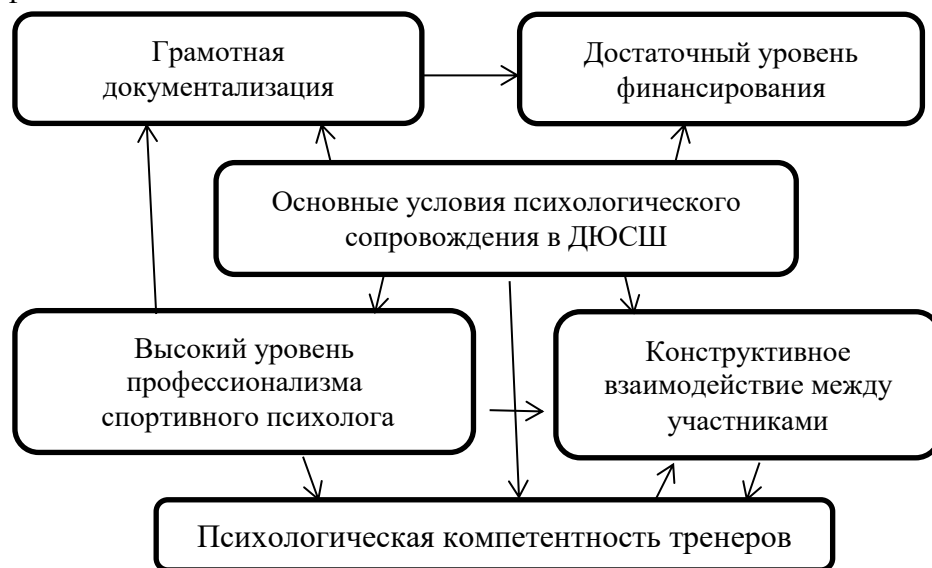 Грамотная
документализация
Достаточный уровень
финансирования
Основные условия психологического
сопровождения в ДЮСШ
Высокий уровень
профессионализма
спортивного психолога
Конструктивное
взаимодействие между
участниками
Психологическая компетентность тренеров